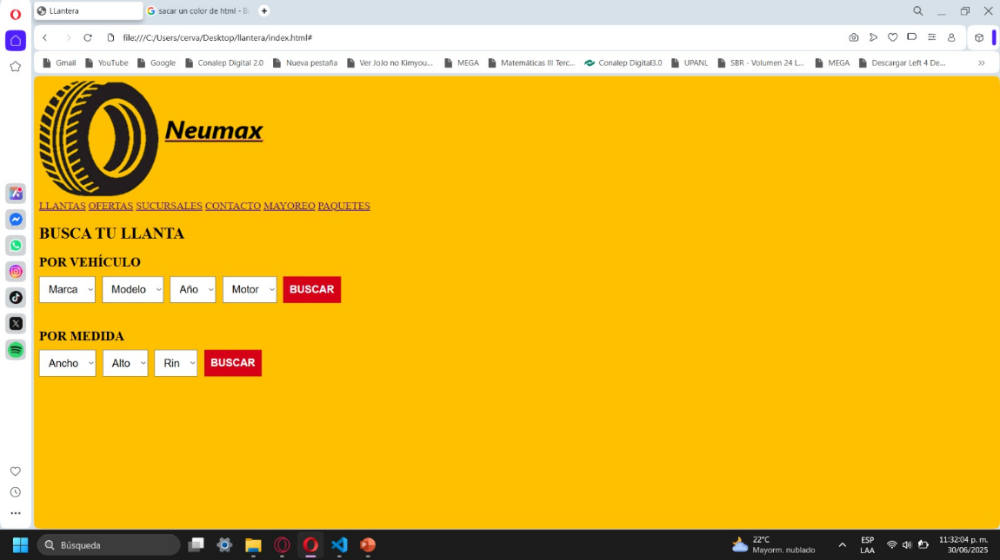 LLantera
sacar un color de html - B
file:///C:/Users/cerva/Desktop/llantera/index.html#
Gmail YouTube Google Conalep Digital 2.0 Nueva pestaña Ver JoJo no Kimyou... MEGA Matemáticas III Terc... Conalep Digital3.0 UPANL SBR - Volumen 24 L... MEGA Descargar Left 4 De... »
Neumax
LLANTAS OFERTAS SUCURSALES CONTACTO MAYOREO PAQUETES
BUSCA TU LLANTA
POR VEHÍCULO
Marca Modelo Año Motor BUSCAR
POR MEDIDA
Ancho Alto Rin BUSCAR
Búsqueda
22°C
Mayorm. nublado
ESP
LAA
11:32:04 p. m.
30/06/2025